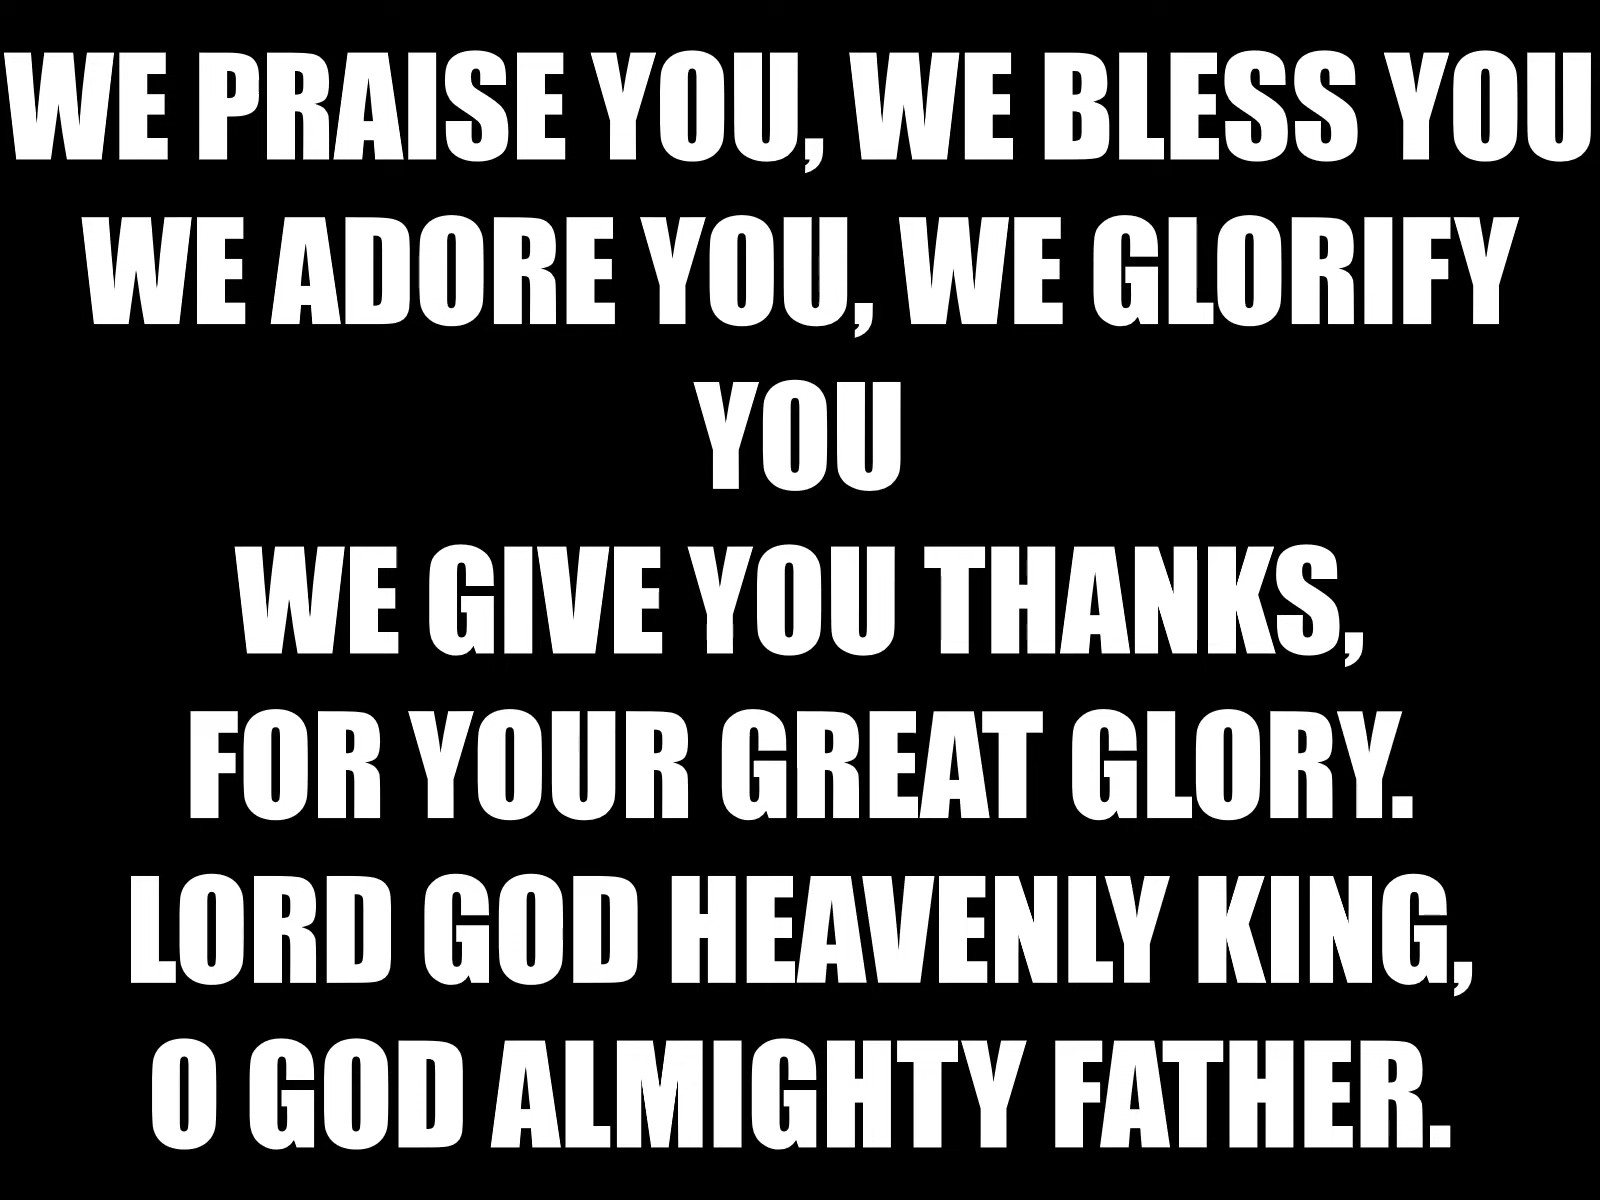 WE PRAISE YOU, WE BLESS YOU
WE ADORE YOU, WE GLORIFY
YOU
WE GIVE YOU THANKS,
FOR YOUR GREAT GLORY.
LORD GOD HEAVENLY KING,
O GOD ALMIGHTY FATHER.